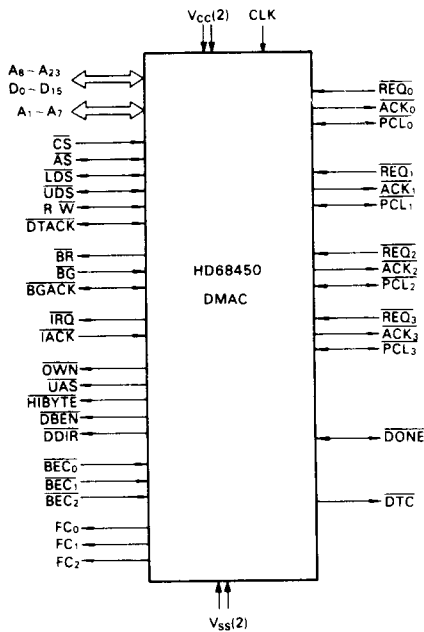 VCC(2) CLK
A8~A23
D0~D15
A1~A7
CS
AS
LDS
UDS
R W
DTACK
BR
BG
BGACK
IRQ
IACK
OWN
UAS
HIBYTE
DBEN
DDIR
BEC0
BEC1
BEC2
FC0
FC1
FC2
HD68450
DMAC
REQ0
ACK0
PCL0
REQ1
ACK1
PCL1
REQ2
ACK2
PCL2
REQ3
ACK3
PCL3
DONE
DTC
VSS(2)